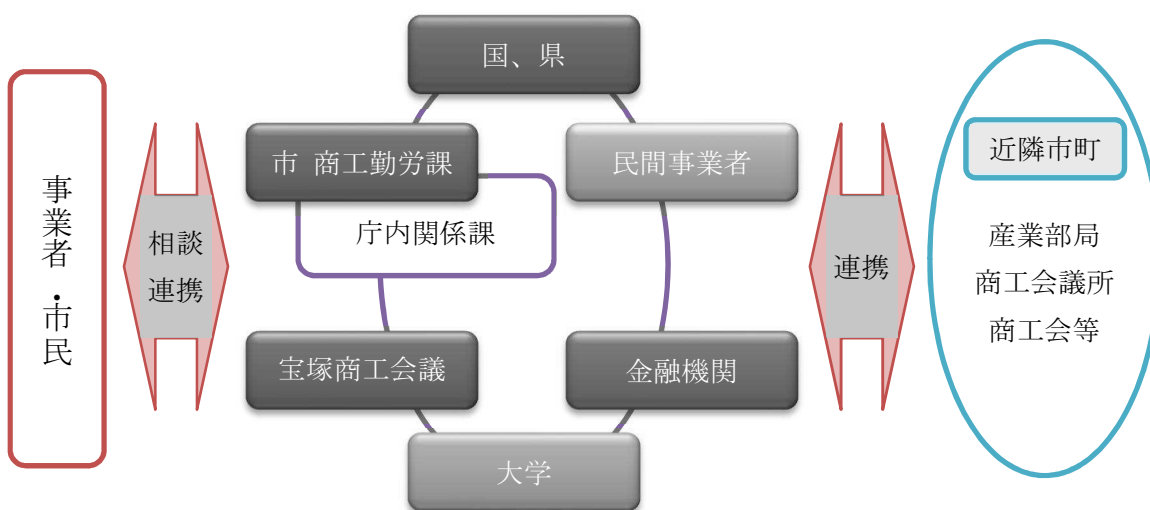 国、県
市 商工勤労課
民間事業者
庁内関係課
宝塚商工会議
金融機関
大学
事業者・市民
相談
連携
連携
近隣市町
産業部局
商工会議所
商工会等